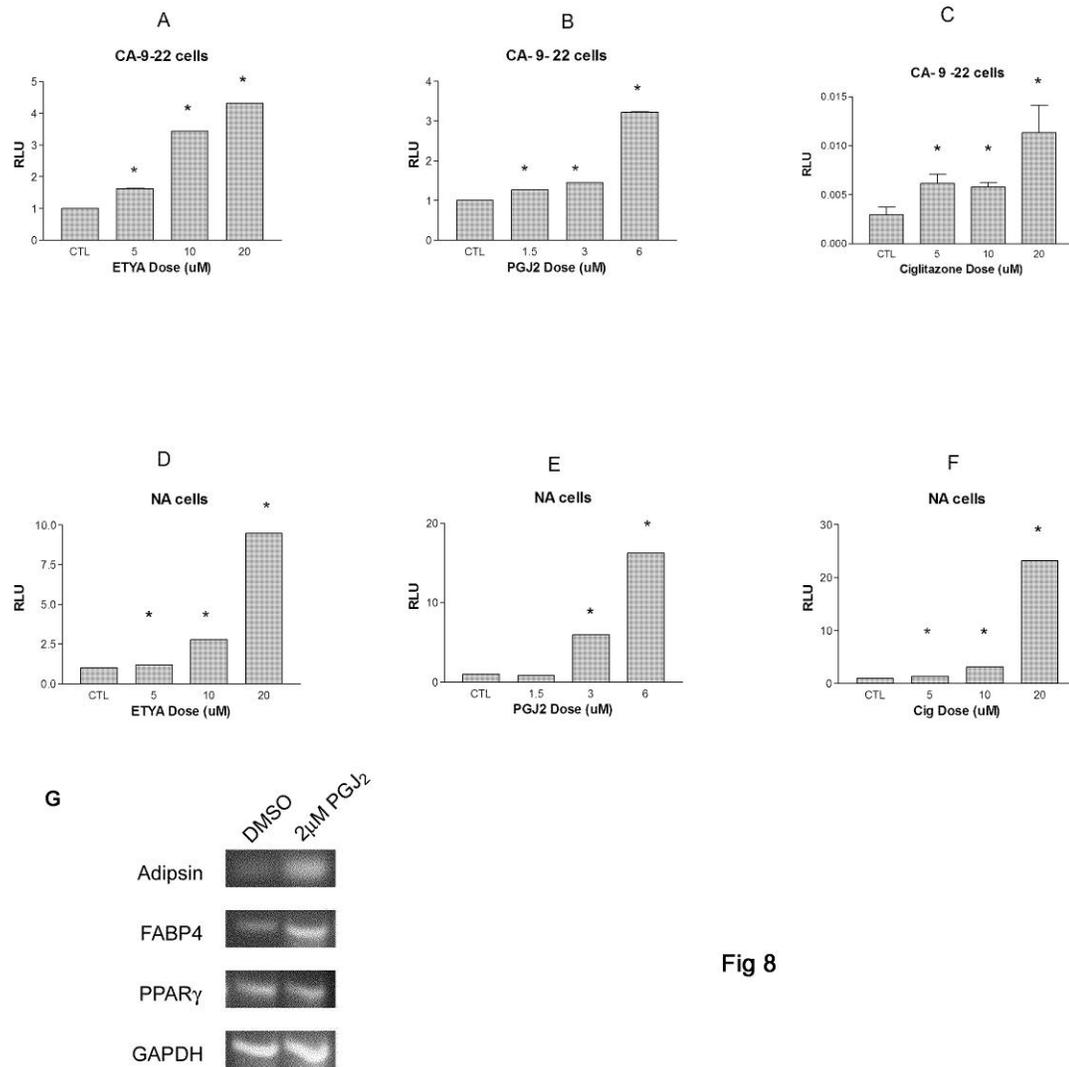 A
CA-9-22 cells
RLU
5
4
3
2
1
0
*
*
*
CTL
5
10
20
ETYA Dose (uM)
B
CA- 9- 22 cells
RLU
4
3
2
1
0
*
*
*
CTL
1.5
3
6
PGJ2 Dose (uM)
C
CA- 9 -22 cells
RLU
0.015
0.010
0.005
0.000
*
*
*
CTL
5
10
20
Ciglitazone Dose (uM)
D
NA cells
RLU
10.0
7.5
5.0
2.5
0.0
*
*
*
CTL
5
10
20
ETYA Dose (uM)
E
NA cells
RLU
20
10
0
*
*
CTL
1.5
3
6
PGJ2 Dose (uM)
F
NA cells
RLU
30
20
10
0
*
*
*
CTL
5
10
20
Cig Dose (uM)
G
DMSO
2μM PGJ₂
Adipsin
FABP4
PPARγ
GAPDH
Fig 8